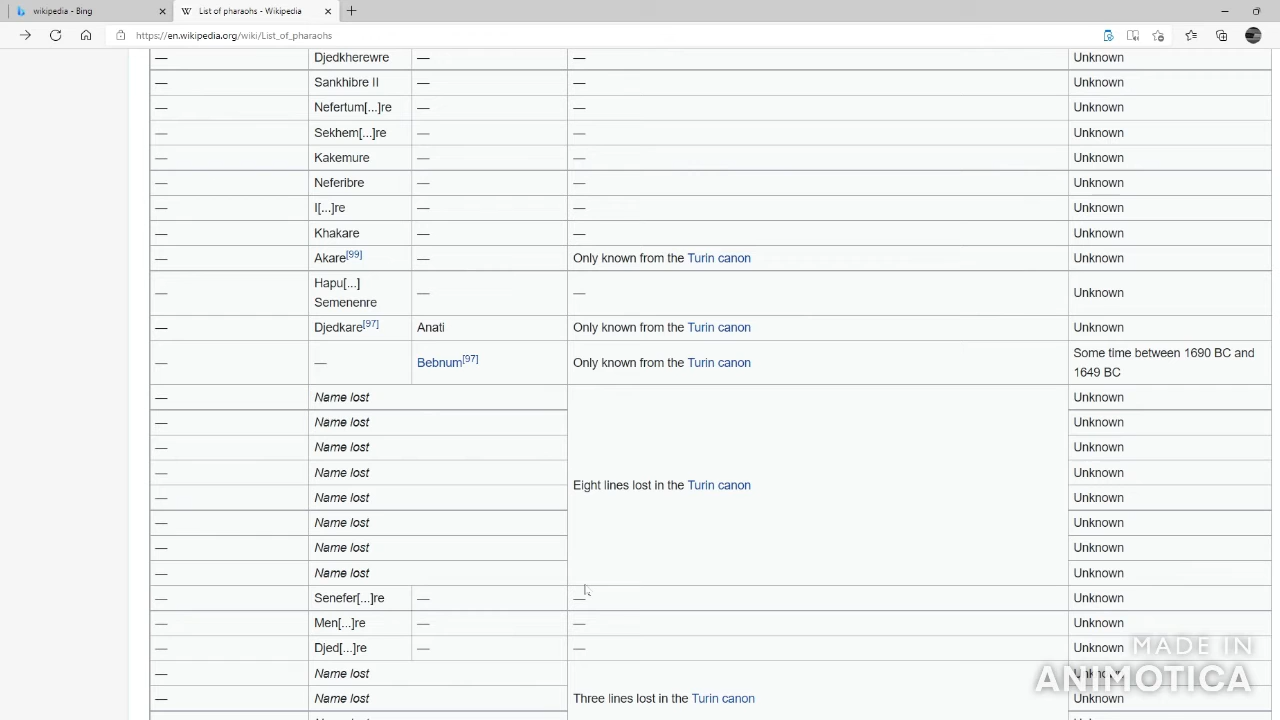 wikipedia - Bing
List of pharaohs - Wikipedia
https://en.wikipedia.org/wiki/List_of_pharaohs
— Djedkherewre — — Unknown
— Sankhibre II — — Unknown
— Nefertum[...]re — — Unknown
— Sekhem[...]re — — Unknown
— Kakemure — — Unknown
— Neferibre — — Unknown
— I[...]re — — Unknown
— Khakare — — Unknown
— Akare[99] — Only known from the Turin canon Unknown
— Hapu[...] Semenenre — — Unknown
— Djedkare[97] Anati Only known from the Turin canon Unknown
— — Bebnum[97] Only known from the Turin canon Some time between 1690 BC and 1649 BC
— Name lost Unknown
— Name lost Unknown
— Name lost Unknown
— Name lost Unknown
Eight lines lost in the Turin canon
— Name lost Unknown
— Name lost Unknown
— Name lost Unknown
— Name lost Unknown
— Senefer[...]re — — Unknown
— Men[...]re — — Unknown
— Djed[...]re — — Unknown
— Name lost Unknown
— Name lost Three lines lost in the Turin canon Unknown
MADE IN
ANIMOTICA